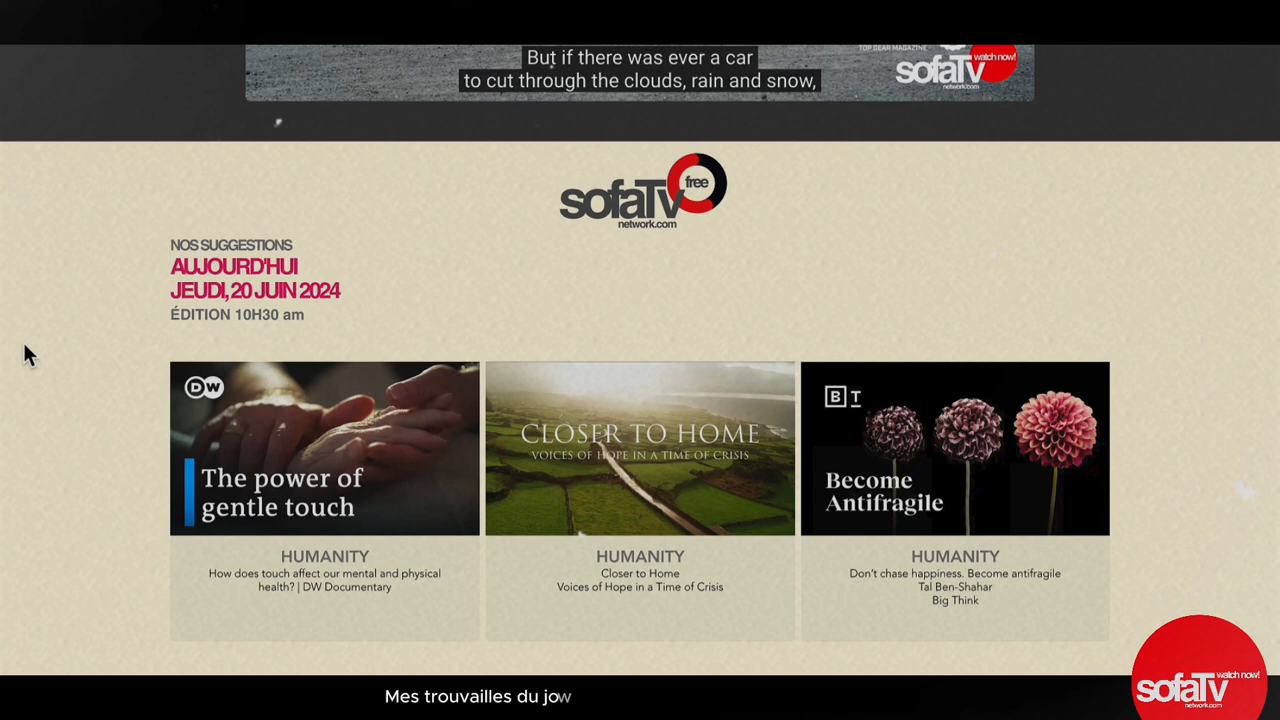 But if there was ever a car
to cut through the clouds, rain and snow,
TOP GEAR MAGAZINE
watch now!
sofaTv
network.com
sofaTv
free
network.com
NOS SUGGESTIONS
AUJOURD'HUI
JEUDI, 20 JUIN 2024
ÉDITION 10H30 am
DW
The power of
gentle touch
CLOSER TO HOME
VOICES OF HOPE IN A TIME OF CRISIS
B T
Become
Antifragile
HUMANITY
How does touch affect our mental and physical
health? | DW Documentary
HUMANITY
Closer to Home
Voices of Hope in a Time of Crisis
HUMANITY
Don't chase happiness. Become antifragile
Tal Ben-Shahar
Big Think
Mes trouvailles du
watch now!
sofaTv
network.com